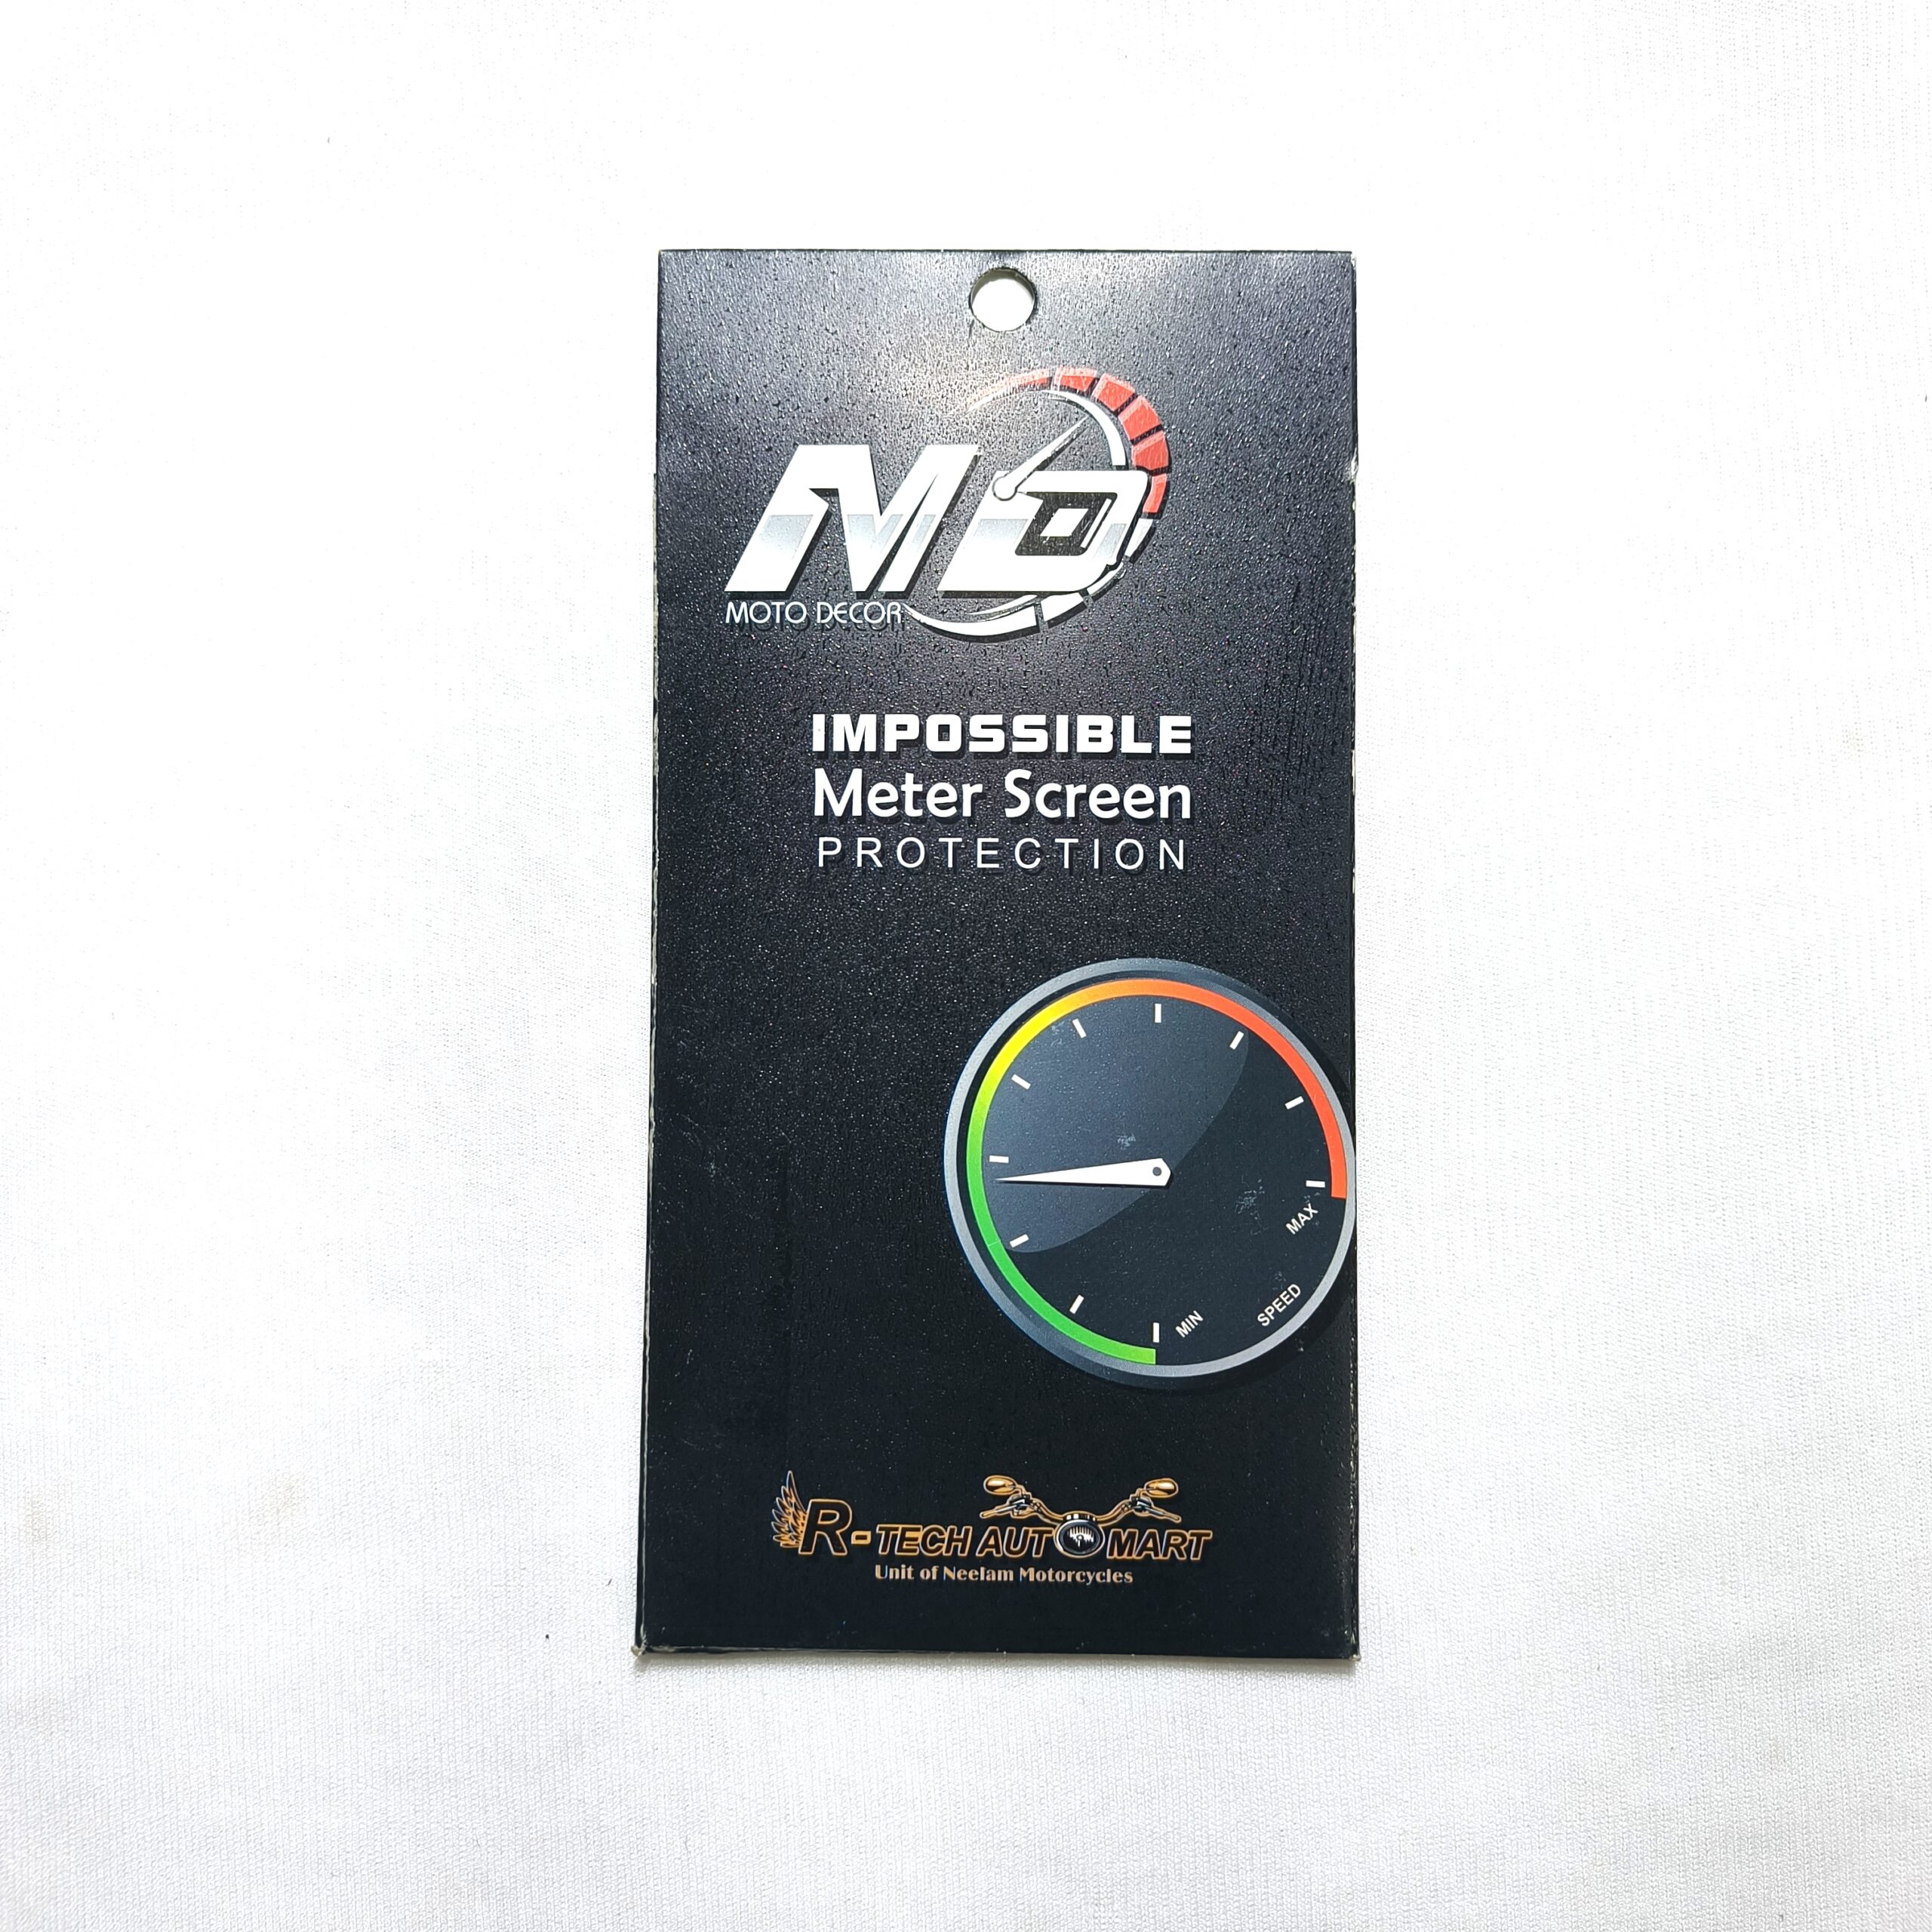 MD
MOTO DECOR
IMPOSSIBLE
Meter Screen
PROTECTION
MAX
SPEED
MIN
R-TECH AUTOMART
Unit of Neelam Motorcycles